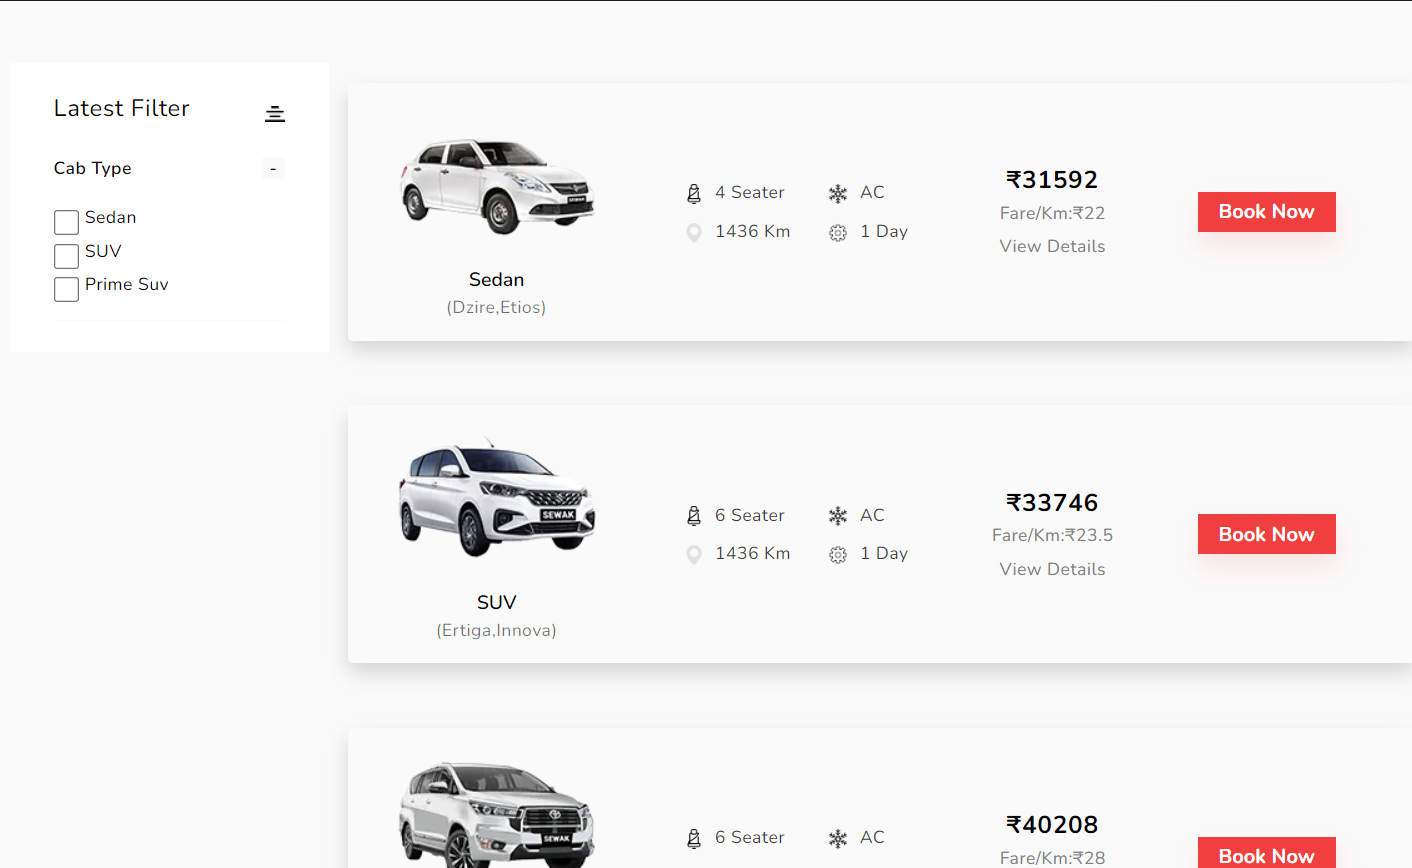 Latest Filter
Cab Type
-
Sedan
SUV
Prime Suv
SEWAK
Sedan
(Dzire,Etios)
4 Seater
AC
1436 Km
1 Day
₹31592
Fare/Km:₹22
View Details
Book Now
SEWAK
SUV
(Ertiga,Innova)
6 Seater
AC
1436 Km
1 Day
₹33746
Fare/Km:₹23.5
View Details
Book Now
SEWAK
6 Seater
AC
₹40208
Fare/Km:₹28
Book Now